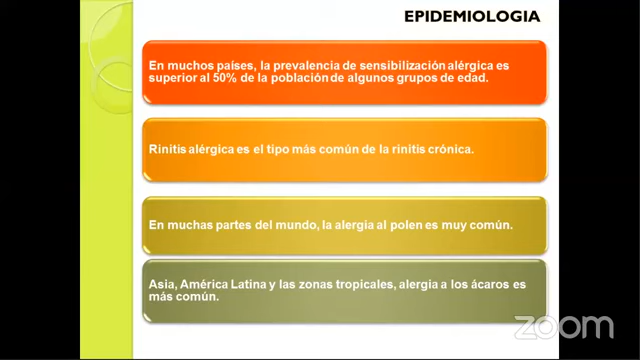 EPIDEMIOLOGIA
En muchos países, la prevalencia de sensibilización alérgica es
superior al 50% de la población de algunos grupos de edad.
Rinitis alérgica es el tipo más común de la rinitis crónica.
En muchas partes del mundo, la alergia al polen es muy común.
Asia, América Latina y las zonas tropicales, alergia a los ácaros es
más común.
zoom